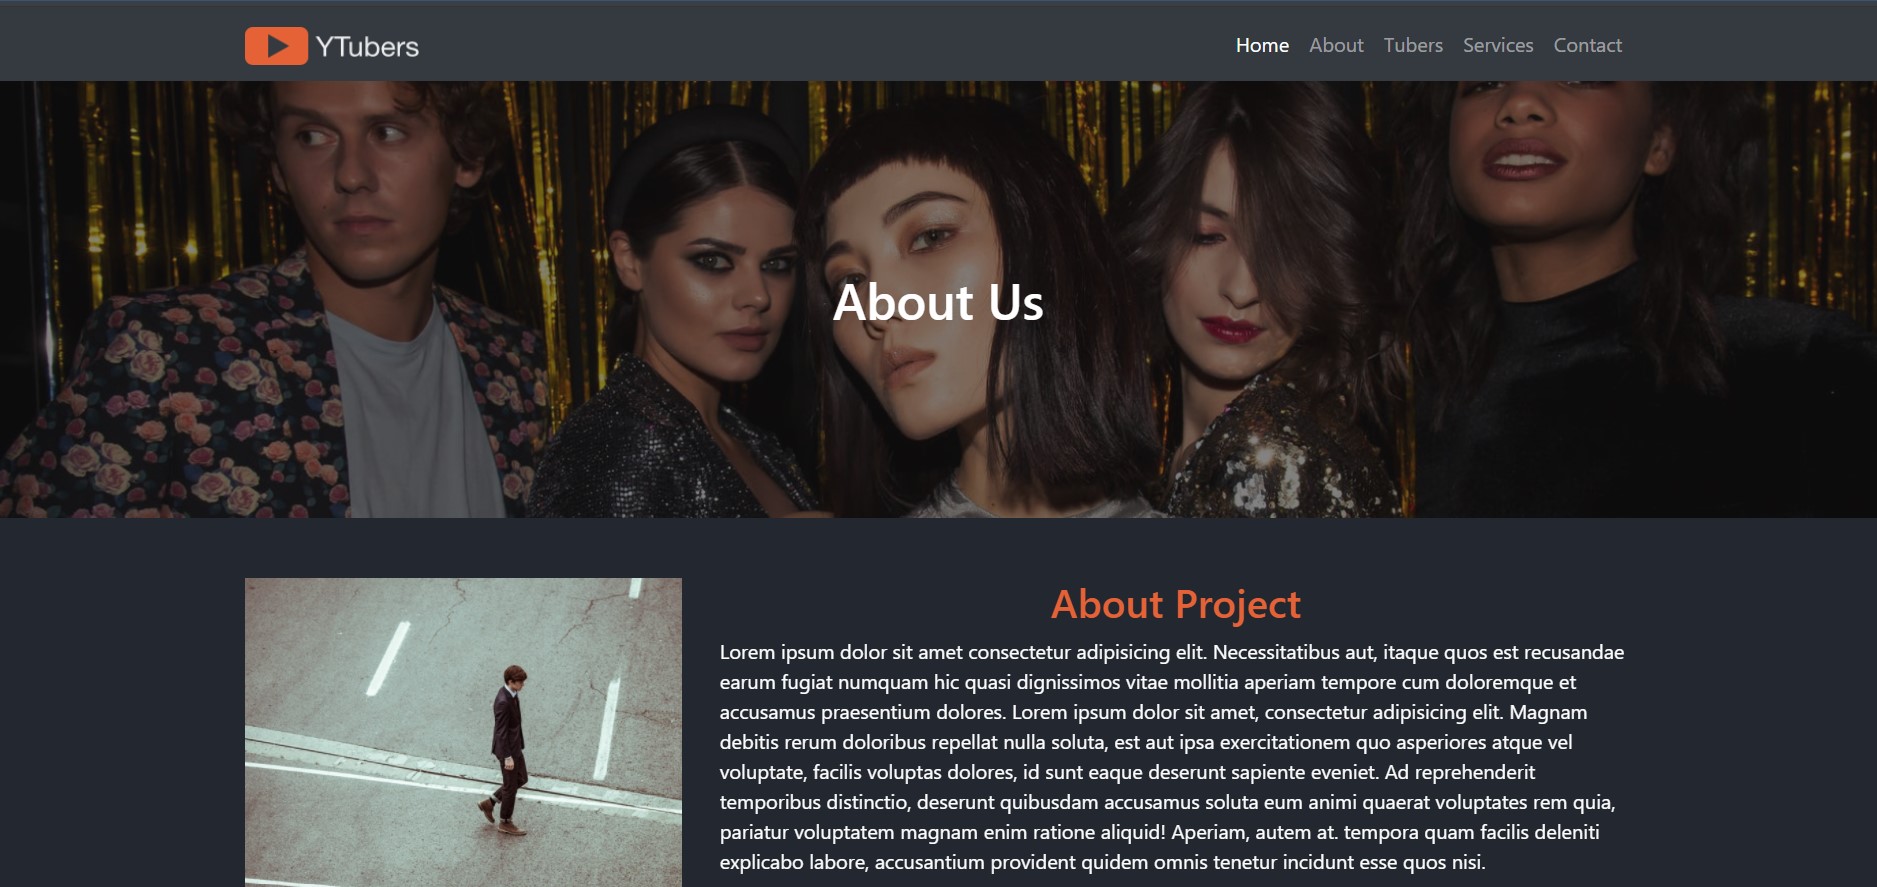 YTubers
Home About Tubers Services Contact
About Us
About Project
Lorem ipsum dolor sit amet consectetur adipisicing elit. Necessitatibus aut, itaque quos est recusandae
earum fugiat numquam hic quasi dignissimos vitae mollitia aperiam tempore cum doloremque et
accusamus praesentium dolores. Lorem ipsum dolor sit amet, consectetur adipisicing elit. Magnam
debitis rerum doloribus repellat nulla soluta, est aut ipsa exercitationem quo asperiores atque vel
voluptate, facilis voluptas dolores, id sunt eaque deserunt sapiente eveniet. Ad reprehenderit
temporibus distinctio, deserunt quibusdam accusamus soluta eum animi quaerat voluptates rem quia,
pariatur voluptatem magnam enim ratione aliquid! Aperiam, autem at. tempora quam facilis deleniti
explicabo labore, accusantium provident quidem omnis tenetur incidunt esse quos nisi.